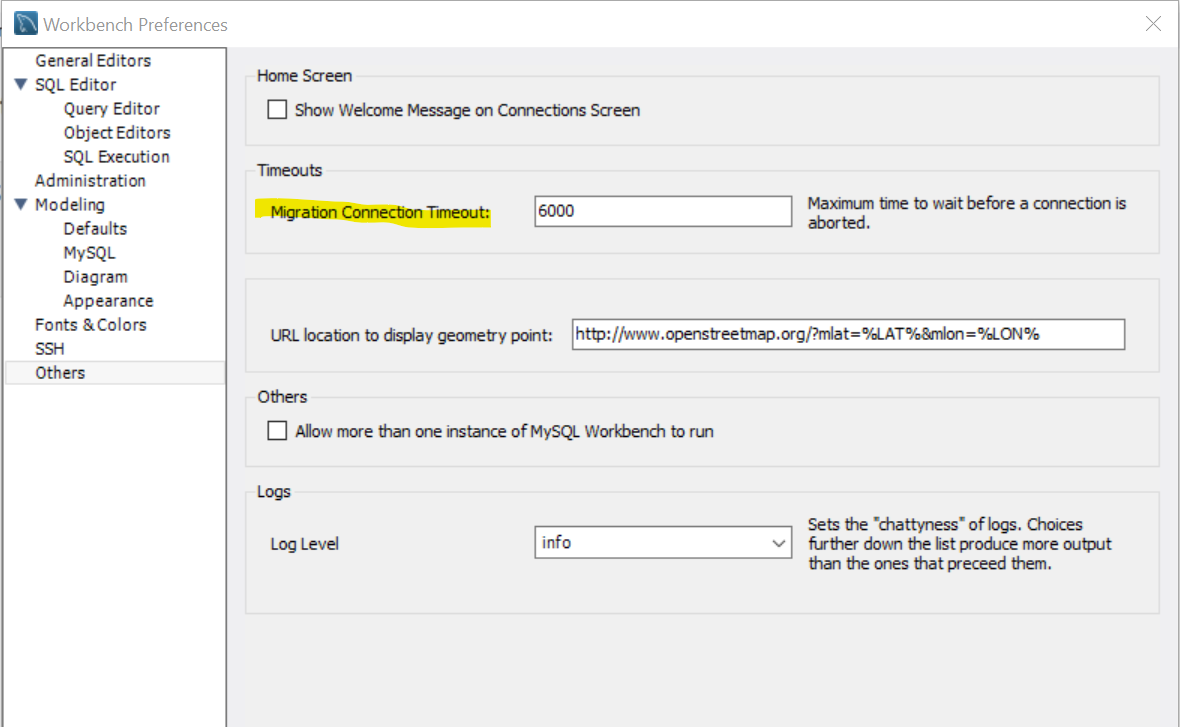 Workbench Preferences
General Editors
SQL Editor
Query Editor
Object Editors
SQL Execution
Administration
Modeling
Defaults
MySQL
Diagram
Appearance
Fonts & Colors
SSH
Others
Home Screen
Show Welcome Message on Connections Screen
Timeouts
Migration Connection Timeout:
6000
Maximum time to wait before a connection is
aborted.
URL location to display geometry point:
http://www.openstreetmap.org/?mlat=%LAT%&mlon=%LON%
Others
Allow more than one instance of MySQL Workbench to run
Logs
Log Level
info
Sets the "chattyness" of logs. Choices
further down the list produce more output
than the ones that preceed them.